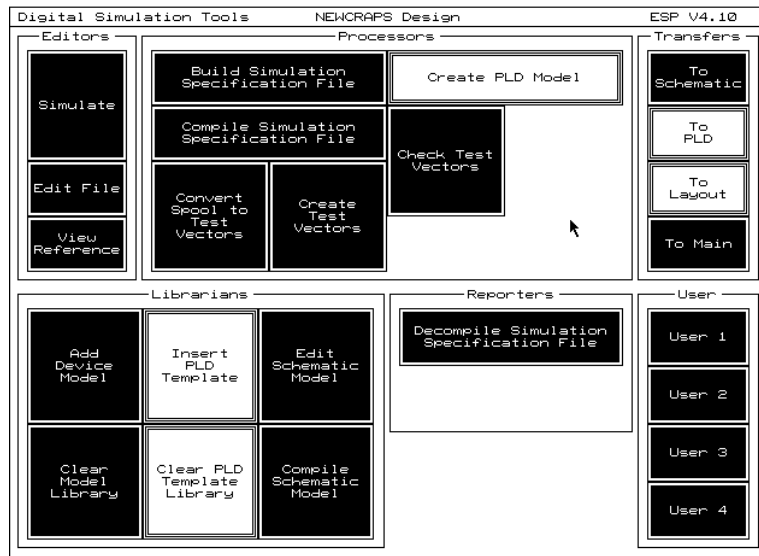 Digital Simulation Tools NEWCRAPS Design ESP V4.10
Editors
Simulate
Edit File
View
Reference
Processors
Build Simulation
Specification File
Create PLD Model
Compile Simulation
Specification File
Check Test
Vectors
Convert
Spool to
Test
Vectors
Create
Test
Vectors
Transfers
To
Schematic
To
PLD
To
Layout
To Main
Librarians
Add
Device
Model
Insert
PLD
Template
Edit
Schematic
Model
Clear
Model
Library
Clear PLD
Template
Library
Compile
Schematic
Model
Reporters
Decompile Simulation
Specification File
User
User 1
User 2
User 3
User 4